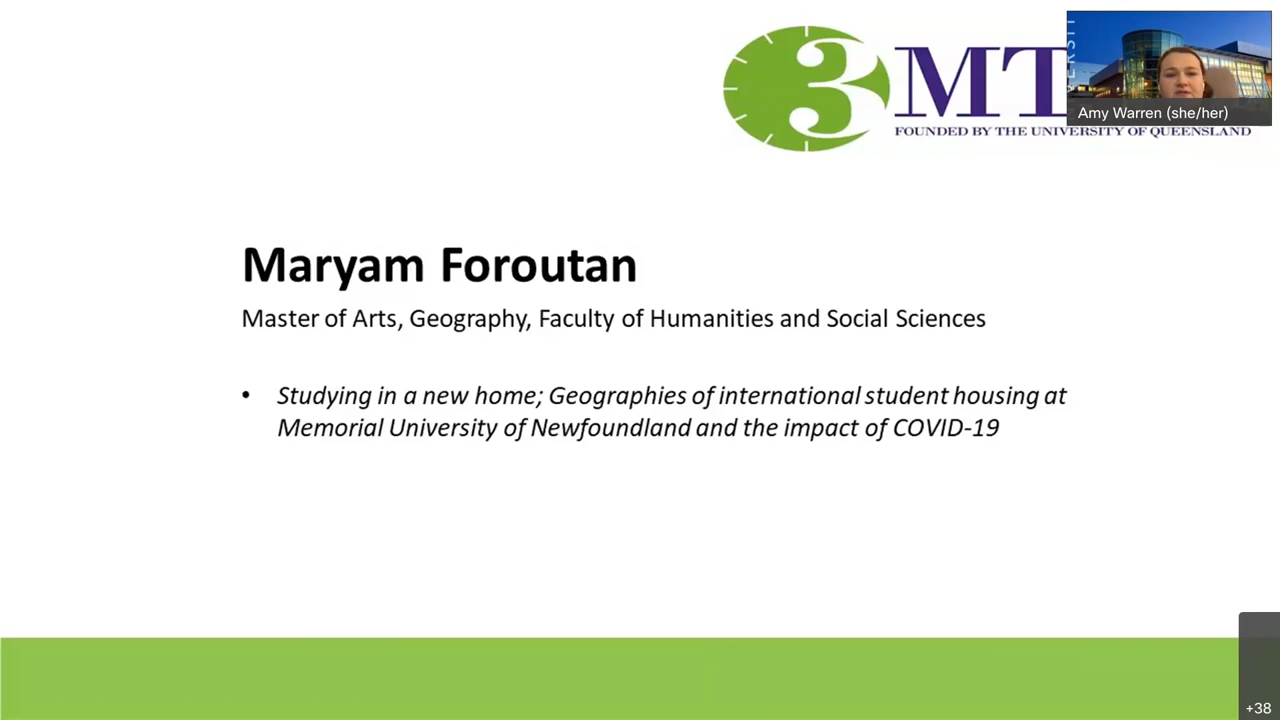 3MT
FOUNDED BY THE UNIVERSITY OF QUEENSLAND
Amy Warren (she/her)
Maryam Foroutan
Master of Arts, Geography, Faculty of Humanities and Social Sciences
• Studying in a new home; Geographies of international student housing at
Memorial University of Newfoundland and the impact of COVID-19
+38